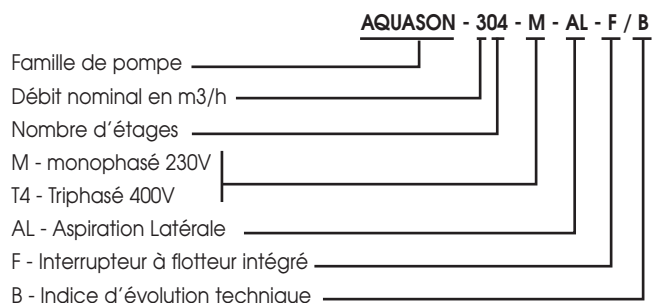 AQUASON - 304 - M - AL - F / B
Famille de pompe
Débit nominal en m3/h
Nombre d'étages
M - monophasé 230V
T4 - Triphasé 400V
AL - Aspiration Latérale
F - Interrupteur à flotteur intégré
B - Indice d'évolution technique